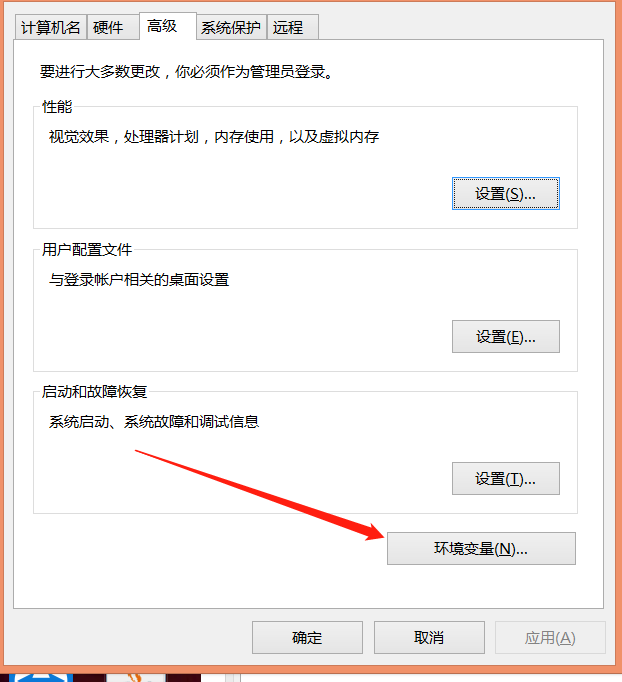 计算机名 硬件 高级 系统保护 远程
要进行大多数更改，你必须作为管理员登录。
性能
视觉效果，处理器计划，内存使用，以及虚拟内存
设置(S)...
用户配置文件
与登录帐户相关的桌面设置
设置(E)...
启动和故障恢复
系统启动、系统故障和调试信息
设置(T)...
环境变量(N)...
确定 取消 应用(A)